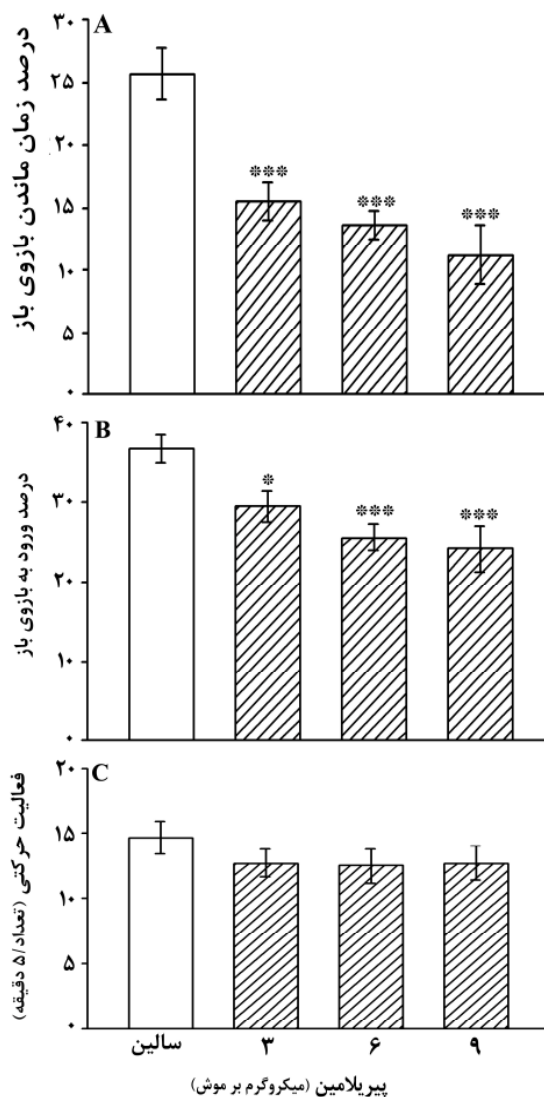 A
درصد زمان ماندن بازوی باز
۳۰
۲۵
۲۰
۱۵
۱۰
۵
۰
***
***
***
B
درصد ورود به بازوی باز
۴۰
۳۰
۲۰
۱۰
۰
*
***
***
C
فعالیت حرکتی (تعداد/۵ دقیقه)
۲۰
۱۵
۱۰
۵
۰
سالین ۳ ۶ ۹
پیریلامین (میکروگرم بر موش)